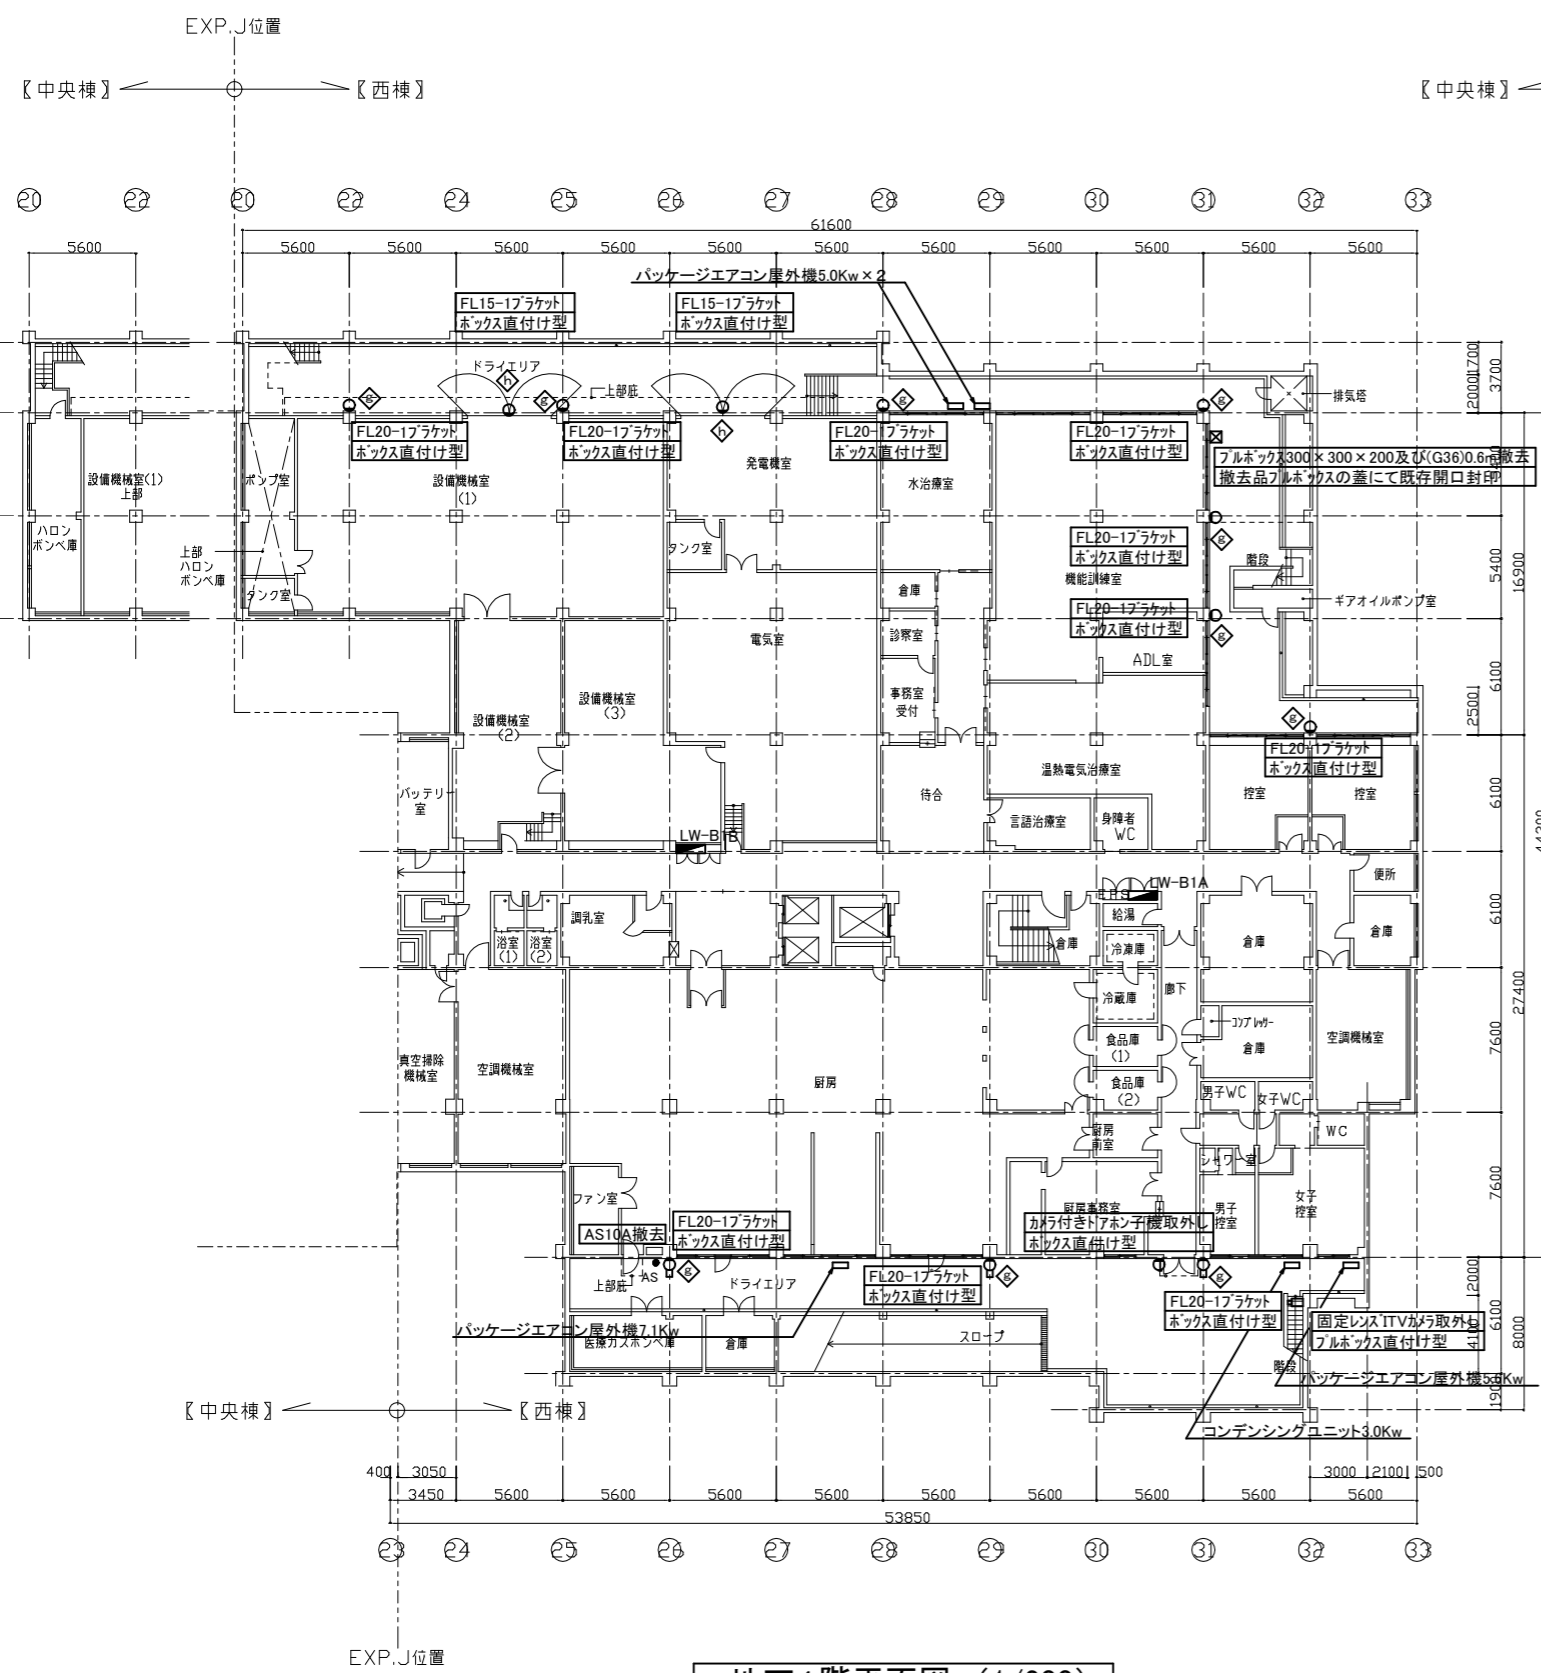 EXP.J位置
〖中央棟〗
〖西棟〗
〖中央棟〗
20 22 20 22 24 25 26 27 28 29 30 31 32 33
61600
5600 5600 5600 5600 5600 5600 5600 5600 5600 5600 5600 5600
パッケージエアコン屋外機5.0Kw×2
FL15-1ブラケット
ボックス直付け型
FL15-1ブラケット
ボックス直付け型
ドライエリア
上部庇
排気塔
h
g
g
h
g
g
FL20-1ブラケット
ボックス直付け型
FL20-1ブラケット
ボックス直付け型
FL20-1ブラケット
ボックス直付け型
FL20-1ブラケット
ボックス直付け型
プルボックス300×300×200及び(G36)0.6m撤去
撤去品プルボックスの蓋にて既存開口封印
設備機械室(1)
上部
ポンプ室
設備機械室
(1)
発電機室
水治療室
ハロン
ボンベ庫
上部
ハロン
ボンベ庫
タンク室
タンク室
FL20-1ブラケット
ボックス直付け型
g
機能訓練室
階段
ギアオイルポンプ室
倉庫
FL20-1ブラケット
ボックス直付け型
g
電気室
診察室
ADL室
事務室
受付
設備機械室
(3)
設備機械室
(2)
g
FL20-1ブラケット
ボックス直付け型
バッテリー
室
待合
温熱電気治療室
控室
控室
言語治療室
身障者
WC
LW-B1B
便所
EPS
LW-B1A
調乳室
給湯
倉庫
倉庫
倉庫
浴室
(1)
浴室
(2)
冷凍庫
冷蔵庫
廊下
コンプレッサー
倉庫
空調機械室
真空掃除
機械室
空調機械室
厨房
食品庫
(1)
食品庫
(2)
男子WC
女子WC
厨房
前室
WC
シャワー室
ファン室
厨房事務室
男子
控室
女子
控室
AS10A撤去
FL20-1ブラケット
ボックス直付け型
カメラ付きドアホン子機取外し
ボックス直付け型
上部庇
AS
g
ドライエリア
FL20-1ブラケット
ボックス直付け型
g
g
FL20-1ブラケット
ボックス直付け型
固定レンズITVカメラ取外し
プルボックス直付け型
パッケージエアコン屋外機7.1Kw
医療ガスボンベ庫
倉庫
スロープ
階段
パッケージエアコン屋外機5.6Kw
コンデンシングユニット3.0Kw
1700
2000
3700
5400
16900
6100
2500
6100
6100
27400
7600
7600
2000
6100
4100
8000
1900
〖中央棟〗
〖西棟〗
400 3050 3000 2100 500
3450 5600 5600 5600 5600 5600 5600 5600 5600 5600
53850
23 24 25 26 27 28 29 30 31 32 33
EXP.J位置